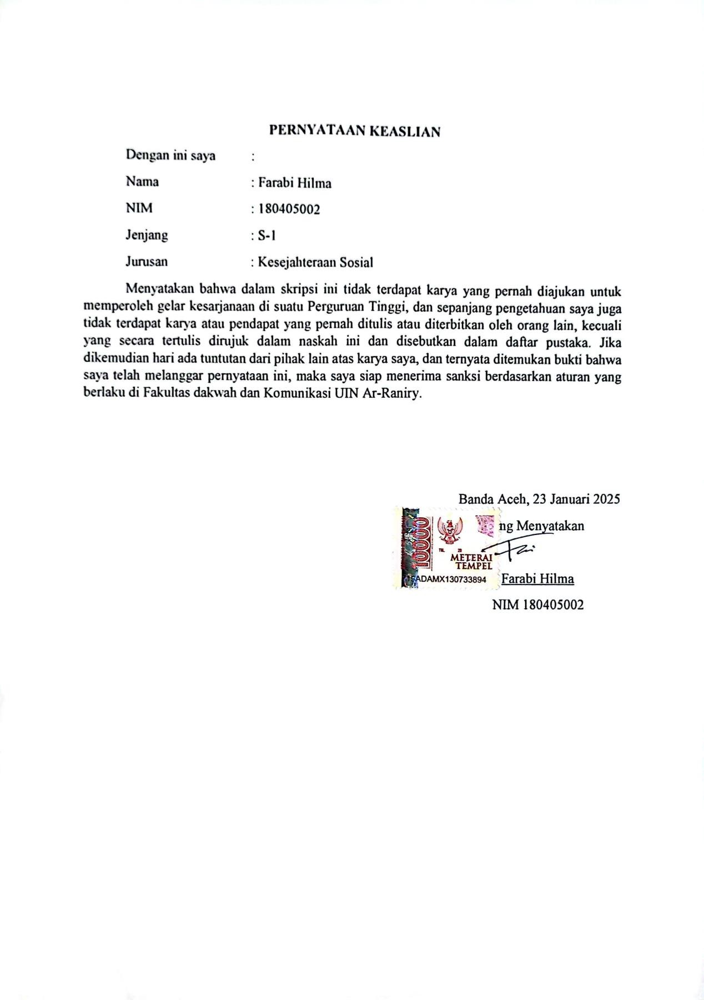 PERNYATAAN KEASLIAN
Dengan ini saya :
Nama : Farabi Hilma
NIM : 180405002
Jenjang : S-1
Jurusan : Kesejahteraan Sosial
Menyatakan bahwa dalam skripsi ini tidak terdapat karya yang pernah diajukan untuk
memperoleh gelar kesarjanaan di suatu Perguruan Tinggi, dan sepanjang pengetahuan saya juga
tidak terdapat karya atau pendapat yang pernah ditulis atau diterbitkan oleh orang lain, kecuali
yang secara tertulis dirujuk dalam naskah ini dan disebutkan dalam daftar pustaka. Jika
dikemudian hari ada tuntutan dari pihak lain atas karya saya, dan ternyata ditemukan bukti bahwa
saya telah melanggar pernyataan ini, maka saya siap menerima sanksi berdasarkan aturan yang
berlaku di Fakultas dakwah dan Komunikasi UIN Ar-Raniry.
Banda Aceh, 23 Januari 2025
ng Menyatakan
10000
METERAI
TEMPEL
ADAMX130733894
Farabi Hilma
NIM 180405002